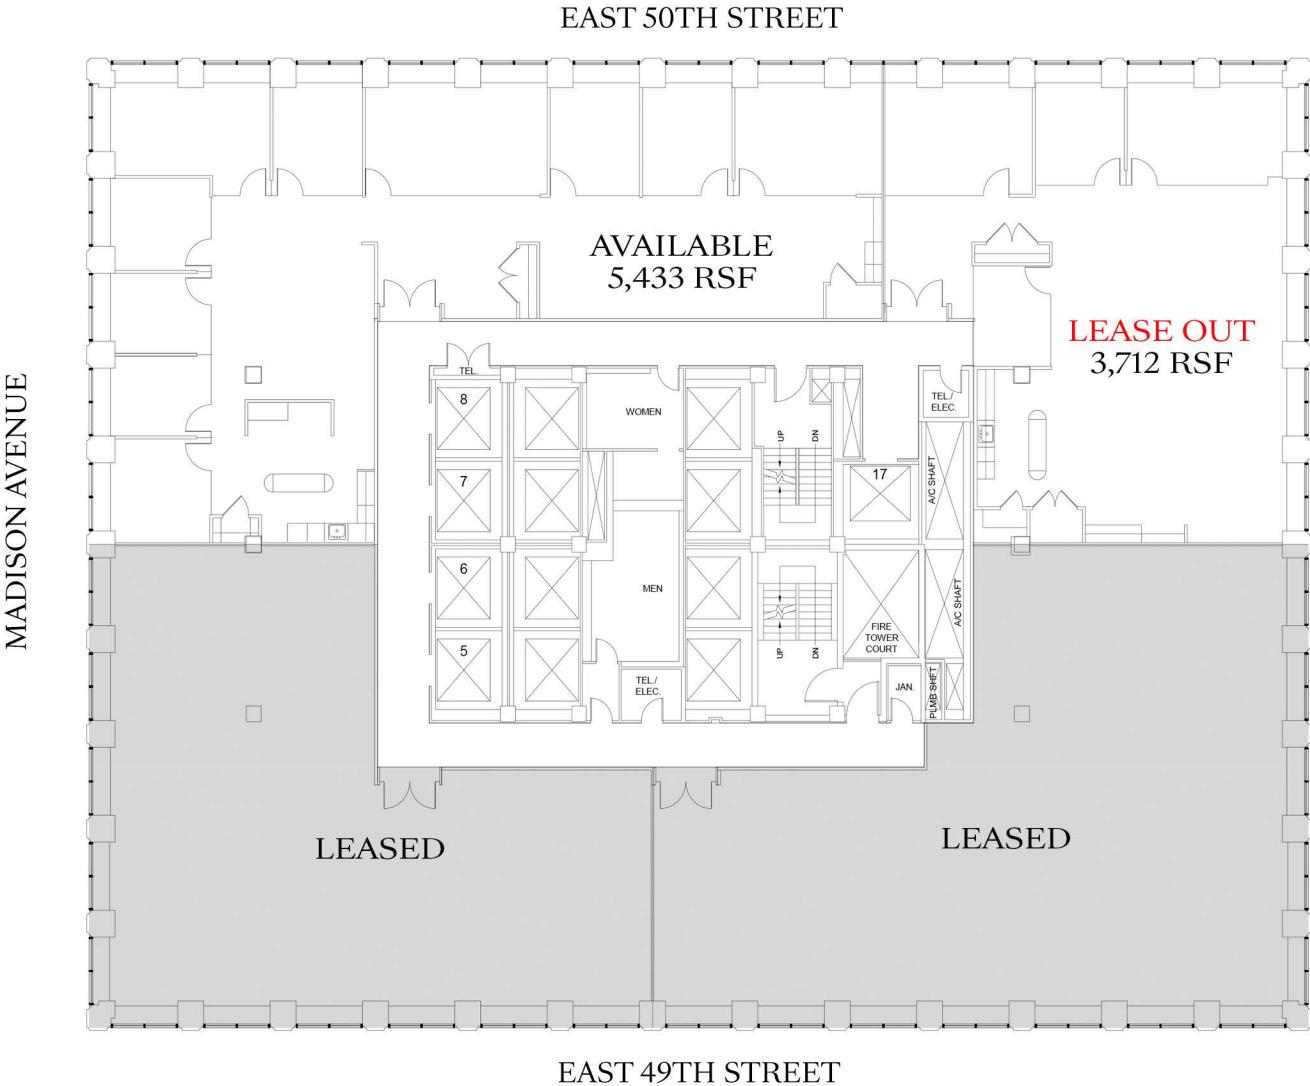 EAST 50TH STREET
AVAILABLE
5,433 RSF
LEASE OUT
3,712 RSF
MADISON AVENUE
TEL.
8
WOMEN
UP
DN
TEL./
ELEC.
7
17
A/C SHAFT
6
MEN
A/C SHAFT
FIRE
TOWER
COURT
5
UP
DN
TEL./
ELEC.
JAN.
PLMB SHFT
LEASED
LEASED
EAST 49TH STREET